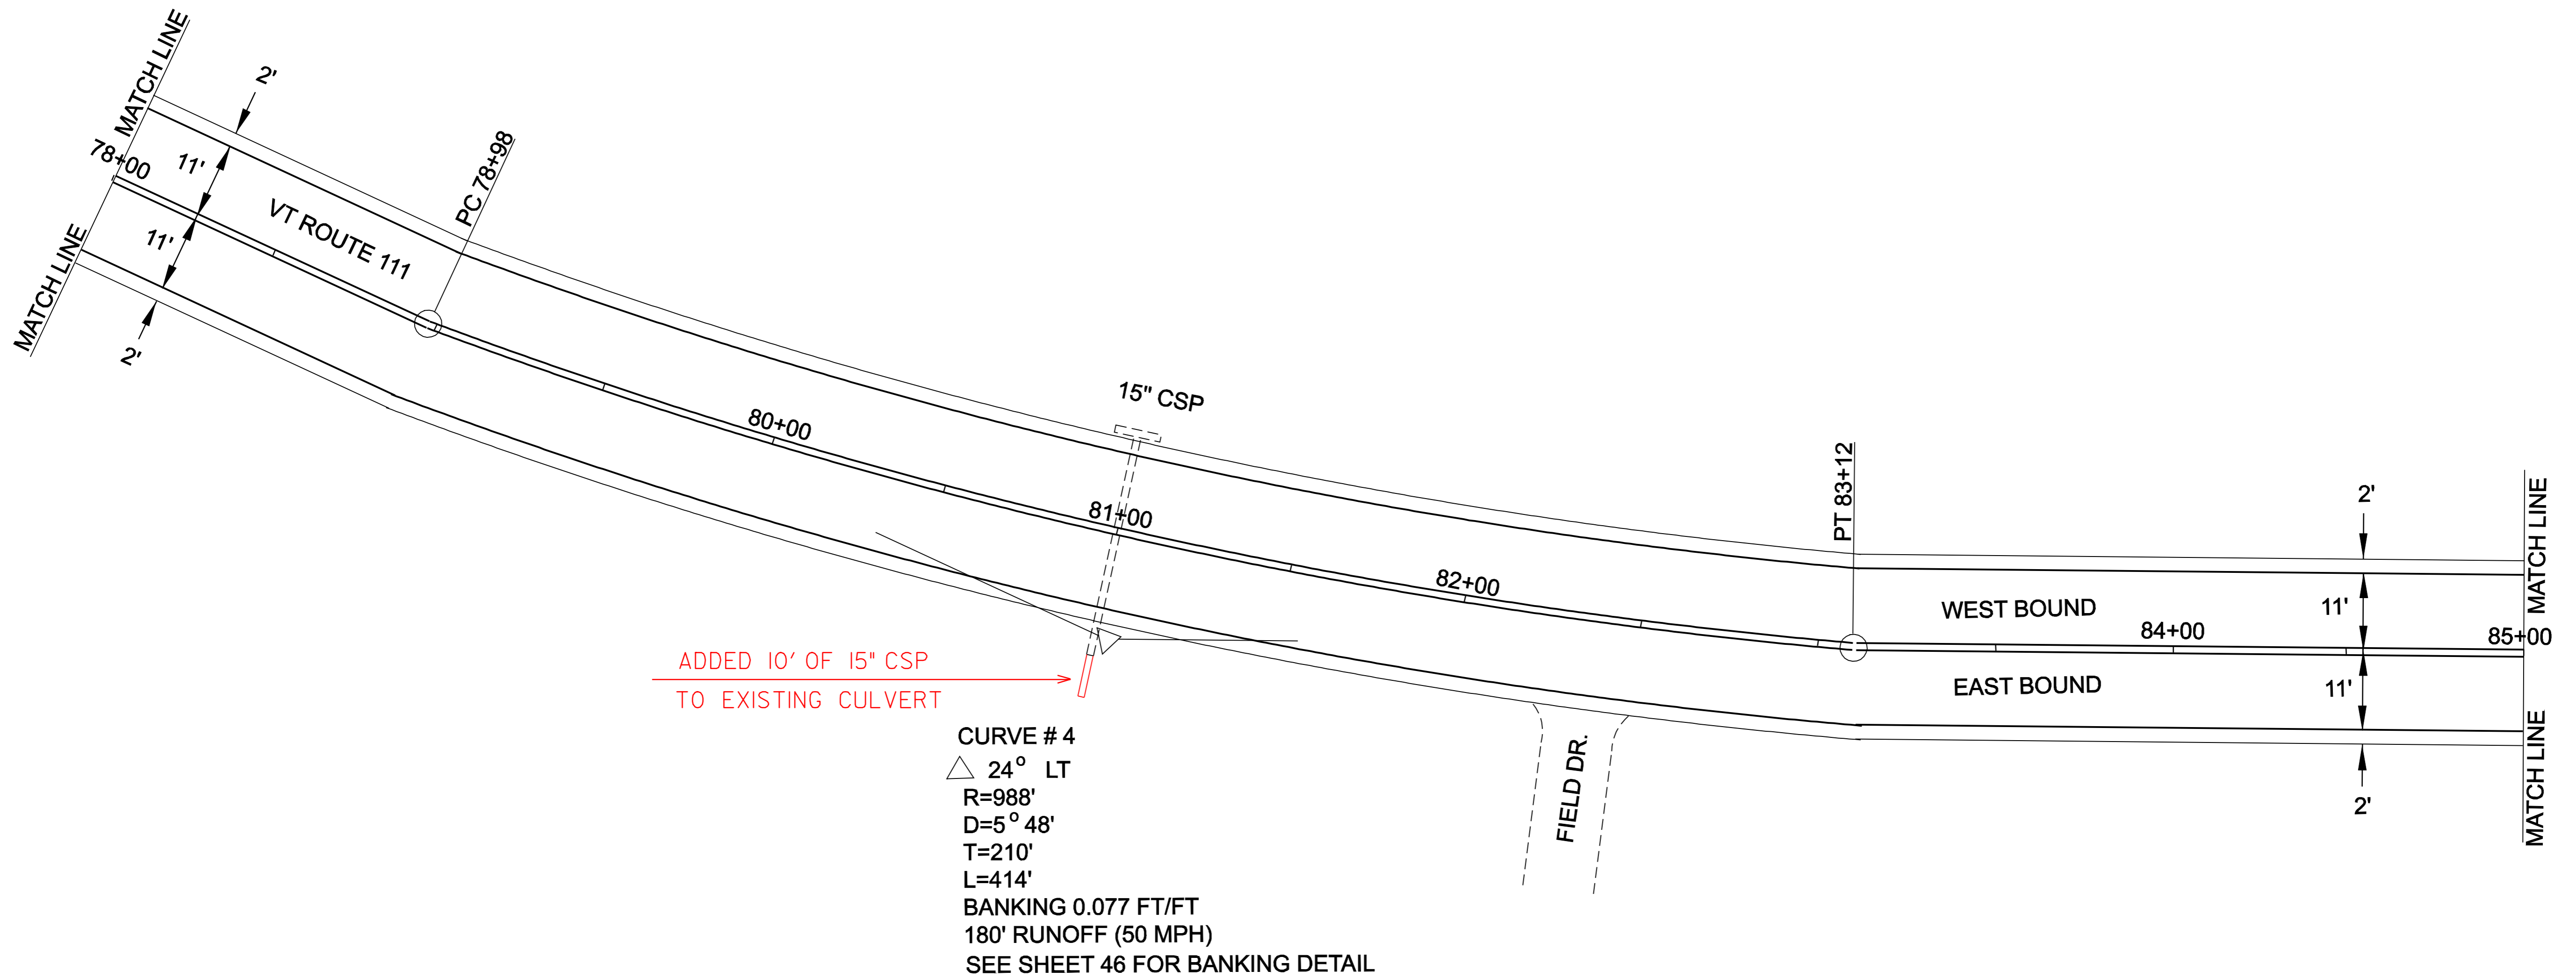 MATCH LINE
2'
78+00
11'
PC 78+98
VT ROUTE 111
11'
MATCH LINE
2'
15" CSP
80+00
81+00
PT 83+12
82+00
2'
MATCH LINE
WEST BOUND
11'
84+00
85+00
EAST BOUND
11'
ADDED 10' OF 15" CSP
TO EXISTING CULVERT
FIELD DR.
2'
MATCH LINE
CURVE # 4
△ 24° LT
R=988'
D=5° 48'
T=210'
L=414'
BANKING 0.077 FT/FT
180' RUNOFF (50 MPH)
SEE SHEET 46 FOR BANKING DETAIL